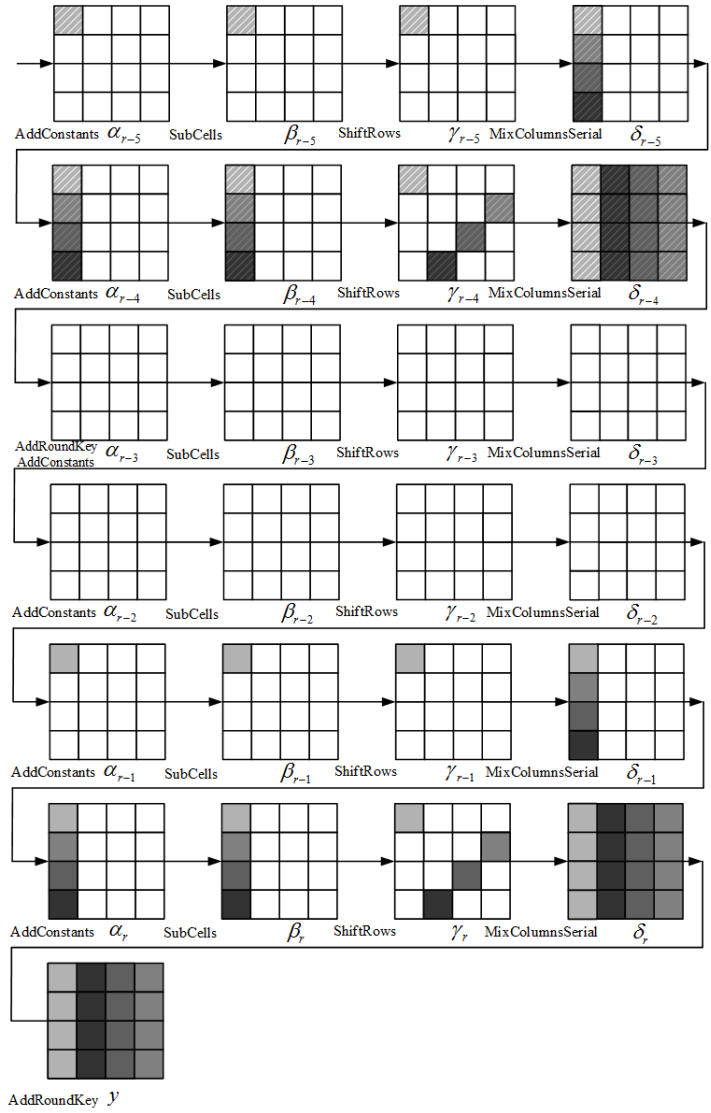 AddConstants α_{r-5} SubCells β_{r-5} ShiftRows γ_{r-5} MixColumnsSerial δ_{r-5}
AddConstants α_{r-4} SubCells β_{r-4} ShiftRows γ_{r-4} MixColumnsSerial δ_{r-4}
AddRoundKey
AddConstants α_{r-3} SubCells β_{r-3} ShiftRows γ_{r-3} MixColumnsSerial δ_{r-3}
AddConstants α_{r-2} SubCells β_{r-2} ShiftRows γ_{r-2} MixColumnsSerial δ_{r-2}
AddConstants α_{r-1} SubCells β_{r-1} ShiftRows γ_{r-1} MixColumnsSerial δ_{r-1}
AddConstants α_r SubCells β_r ShiftRows γ_r MixColumnsSerial δ_r
AddRoundKey y